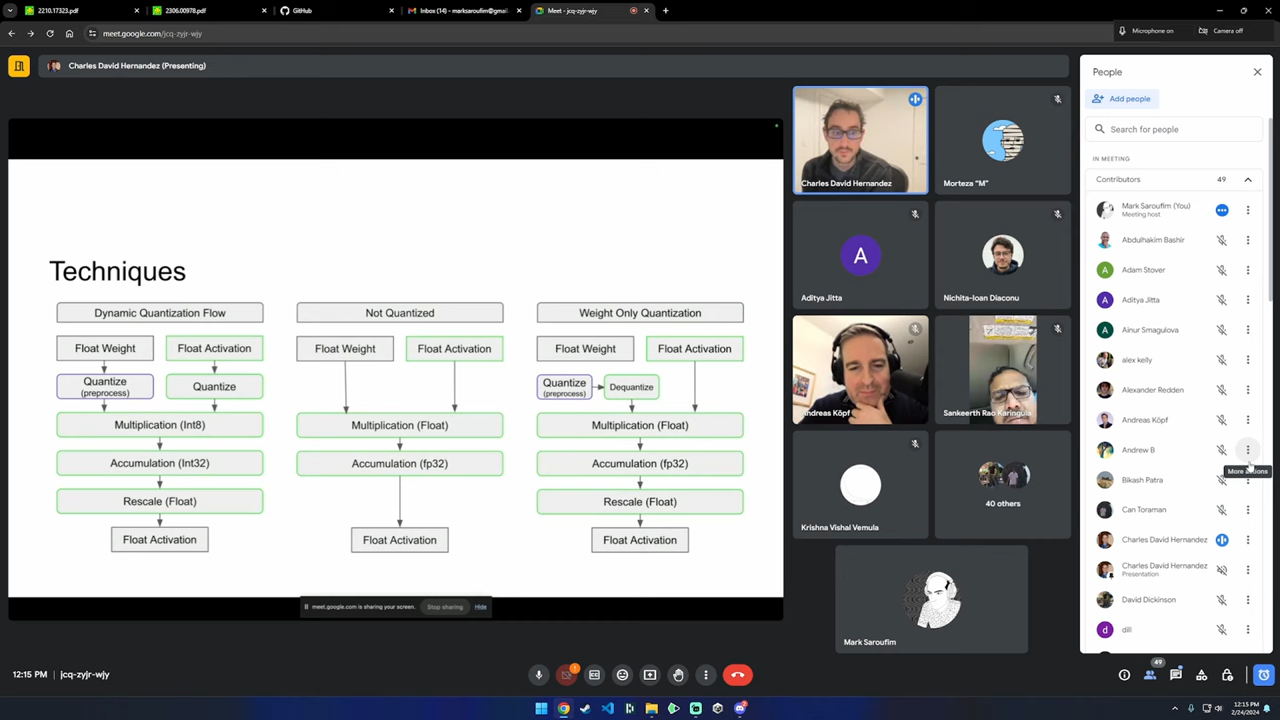 2210.17323.pdf
2306.00978.pdf
GitHub
Inbox (14) - marksaroufim@gmai
Meet - jcq-zyjr-wjy
meet.google.com/jcq-zyjr-wjy
Microphone on
Camera off
Charles David Hernandez (Presenting)
Techniques
Dynamic Quantization Flow
Float Weight
Float Activation
Quantize
(preprocess)
Quantize
Multiplication (Int8)
Accumulation (Int32)
Rescale (Float)
Float Activation
Not Quantized
Float Weight
Float Activation
Multiplication (Float)
Accumulation (fp32)
Float Activation
Weight Only Quantization
Float Weight
Float Activation
Quantize
(preprocess)
Dequantize
Multiplication (Float)
Accumulation (fp32)
Rescale (Float)
Float Activation
meet.google.com is sharing your screen.
Stop sharing
Hide
Charles David Hernandez
Morteza "M"
A
Aditya Jitta
Nichita-Ioan Diaconu
Andreas Köpf
Sankeerth Rao Karingula
Krishna Vishal Vemula
40 others
Mark Saroufim
People
Add people
Search for people
IN MEETING
Contributors
49
Mark Saroufim (You)
Meeting host
Abdulhakim Bashir
A
Adam Stover
A
Aditya Jitta
A
Ainur Smagulova
alex kelly
Alexander Redden
Andreas Köpf
Andrew B
More actions
Bikash Patra
Can Toraman
Charles David Hernandez
Charles David Hernandez
Presentation
David Dickinson
d
dill
12:15 PM | jcq-zyjr-wjy
49
12:15 PM
2/24/2024